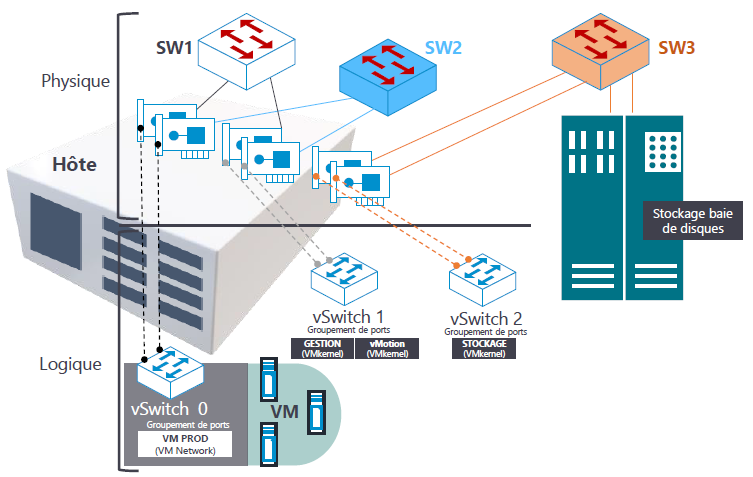 SW1
SW2
SW3
Physique
Hôte
Stockage baie
de disques
vSwitch 1
Groupement de ports
GESTION
(VMkernel)
vMotion
(VMkernel)
vSwitch 2
Groupement de ports
STOCKAGE
(VMkernel)
Logique
vSwitch 0
Groupement de ports
VM PROD
(VM Network)
VM